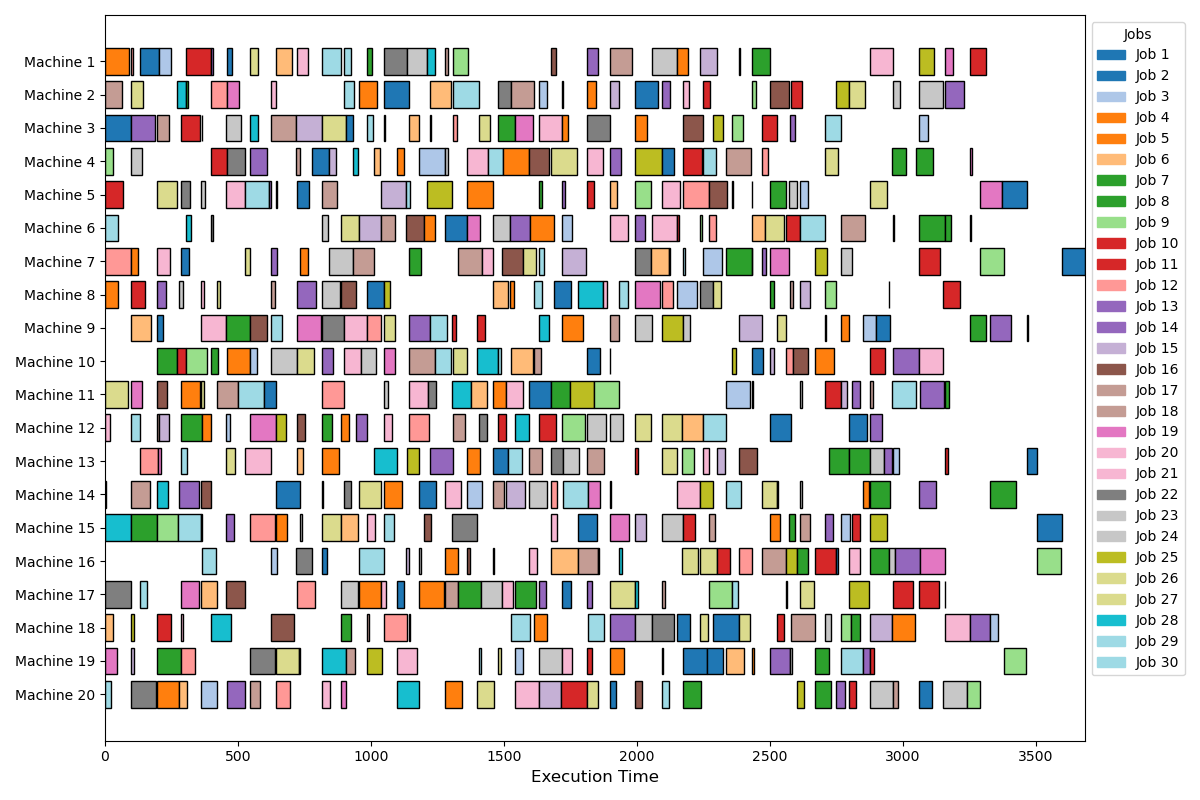 Machine 1
Machine 2
Machine 3
Machine 4
Machine 5
Machine 6
Machine 7
Machine 8
Machine 9
Machine 10
Machine 11
Machine 12
Machine 13
Machine 14
Machine 15
Machine 16
Machine 17
Machine 18
Machine 19
Machine 20
0 500 1000 1500 2000 2500 3000 3500
Execution Time
Jobs
Job 1
Job 2
Job 3
Job 4
Job 5
Job 6
Job 7
Job 8
Job 9
Job 10
Job 11
Job 12
Job 13
Job 14
Job 15
Job 16
Job 17
Job 18
Job 19
Job 20
Job 21
Job 22
Job 23
Job 24
Job 25
Job 26
Job 27
Job 28
Job 29
Job 30